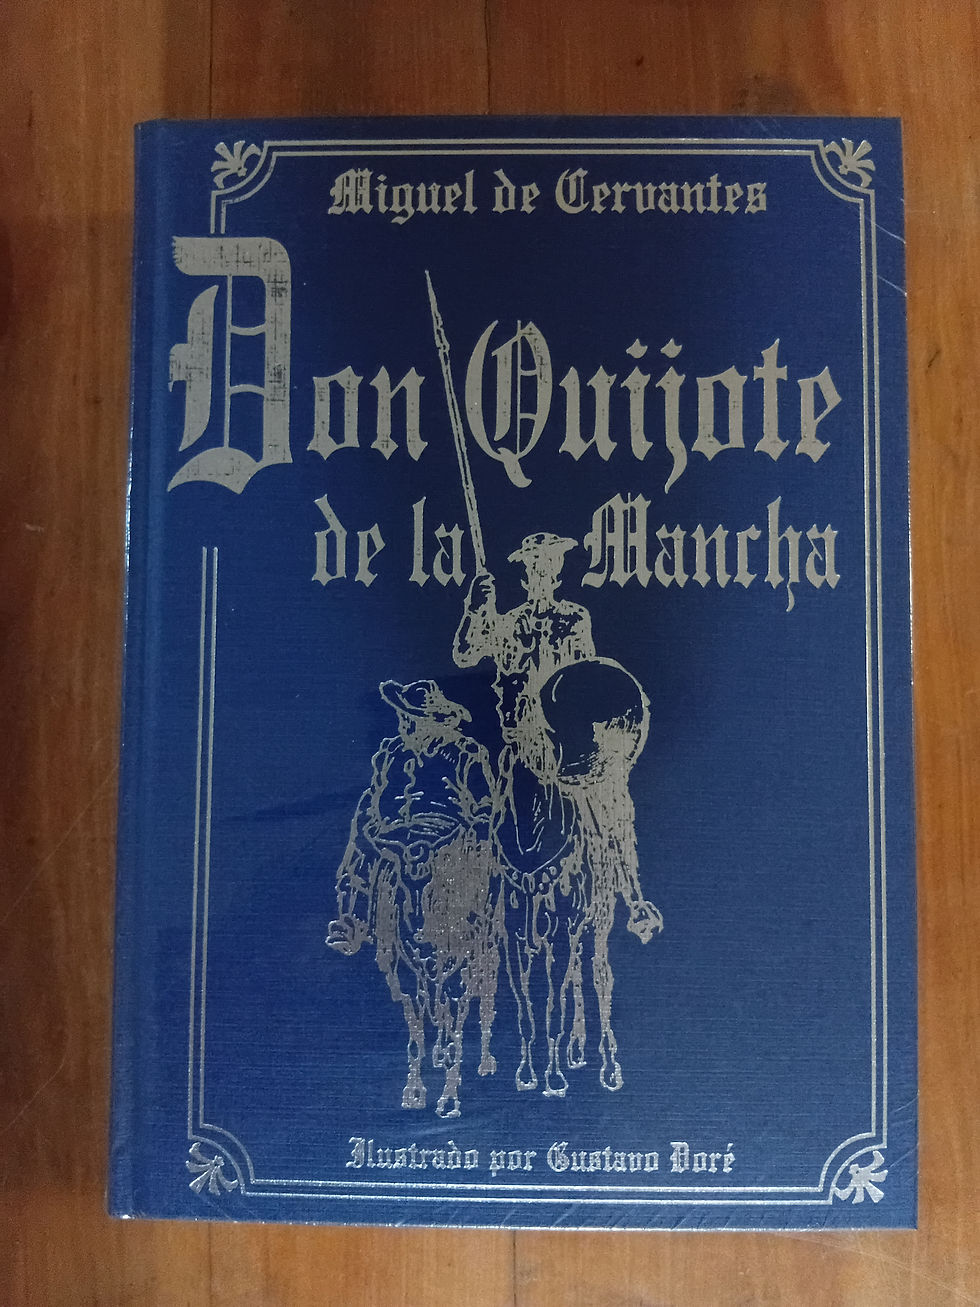 Miguel de Cervantes
Don Quijote
de la Mancha
Ilustrado por Gustavo Doré